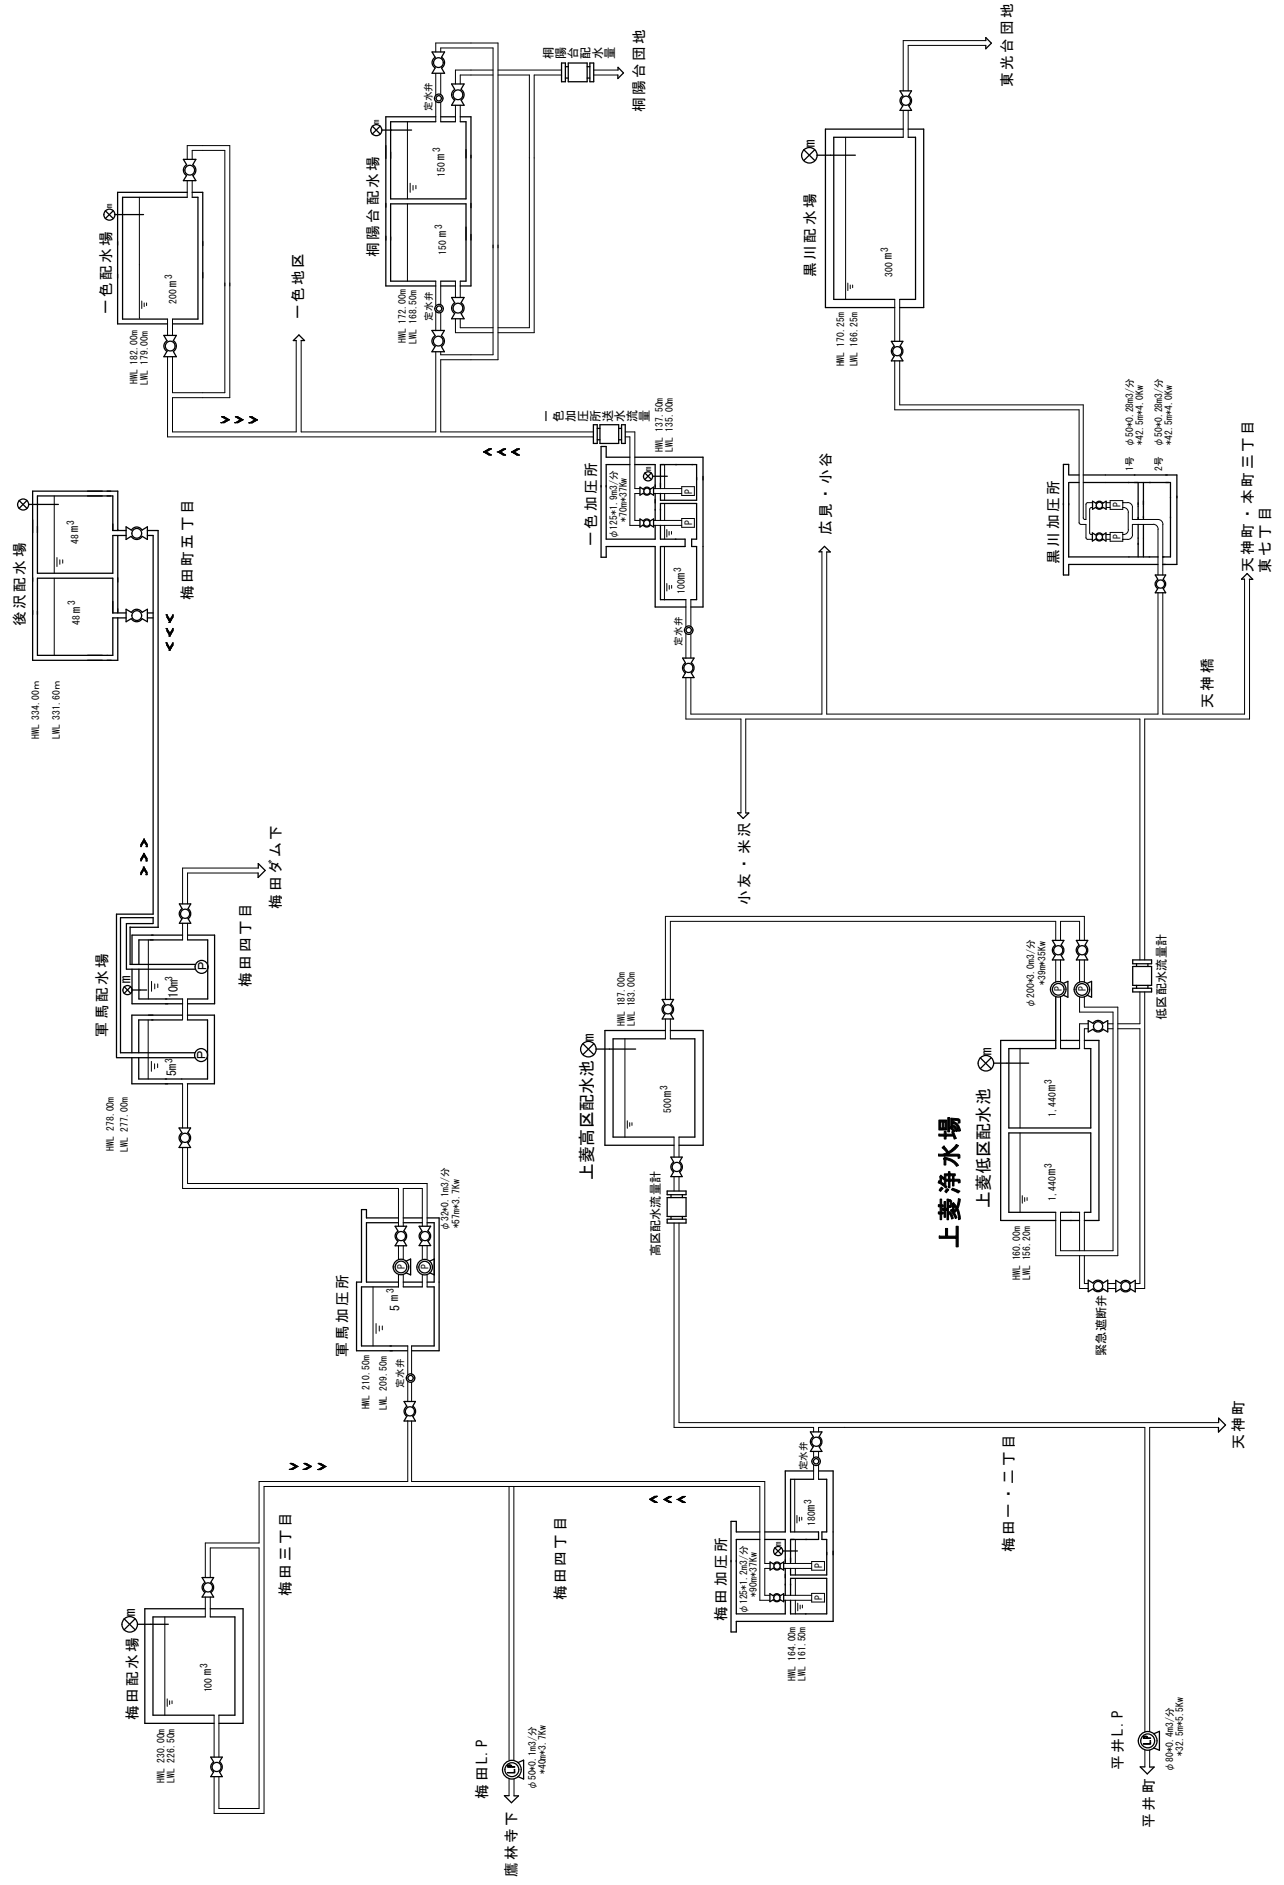 後沢配水場
48m³
48m³
HWL 334.00m
LWL 331.60m
梅田町五丁目
一色配水場
m
200m³
HWL 182.00m
LWL 179.00m
一色地区
桐陽台配水場
m
150m³
150m³
HWL 172.00m
LWL 168.50m
定水弁
定水弁
桐陽台配水量
桐陽台団地
黒川配水場
m
300m³
HWL 170.25m
LWL 166.25m
東光台団地
一色加圧所送水流量
一色加圧所
HWL 137.50m
LWL 135.00m
φ125*1.9m3/分
*70m*37Kw
m
P
P
100m³
定水弁
広見・小谷
黒川加圧所
1号 φ50*0.28m3/分
*42.5m*4.0Kw
2号 φ50*0.28m3/分
*42.5m*4.0Kw
P
P
天神町・本町三丁目
東七丁目
天神橋
小友・米沢
軍馬配水場
m
10m³
5m³
P
P
HWL 278.00m
LWL 277.00m
梅田四丁目
梅田ダム下
軍馬加圧所
5 m³
P
P
φ32*0.1m3/分
*57m*3.7Kw
HWL 210.50m
LWL 209.50m
定水弁
上菱高区配水池
m
500m³
HWL 187.00m
LWL 183.00m
高区配水流量計
上菱浄水場
上菱低区配水池
m
1,440m³
1,440m³
HWL 160.00m
LWL 156.20m
φ200*3.0m3/分
*39m*35Kw
P
P
低区配水流量計
緊急遮断弁
梅田配水場
m
100m³
HWL 230.00m
LWL 226.50m
梅田三丁目
梅田四丁目
梅田L.P
LP
φ50*0.1m3/分
*40m*3.7Kw
鷹林寺下
梅田加圧所
φ125*1.2m3/分
*90m*37Kw
m
P
P
180m³
定水弁
HWL 164.00m
LWL 161.50m
梅田一・二丁目
天神町
平井L.P
LP
φ80*0.4m3/分
*32.5m*5.5Kw
平井町